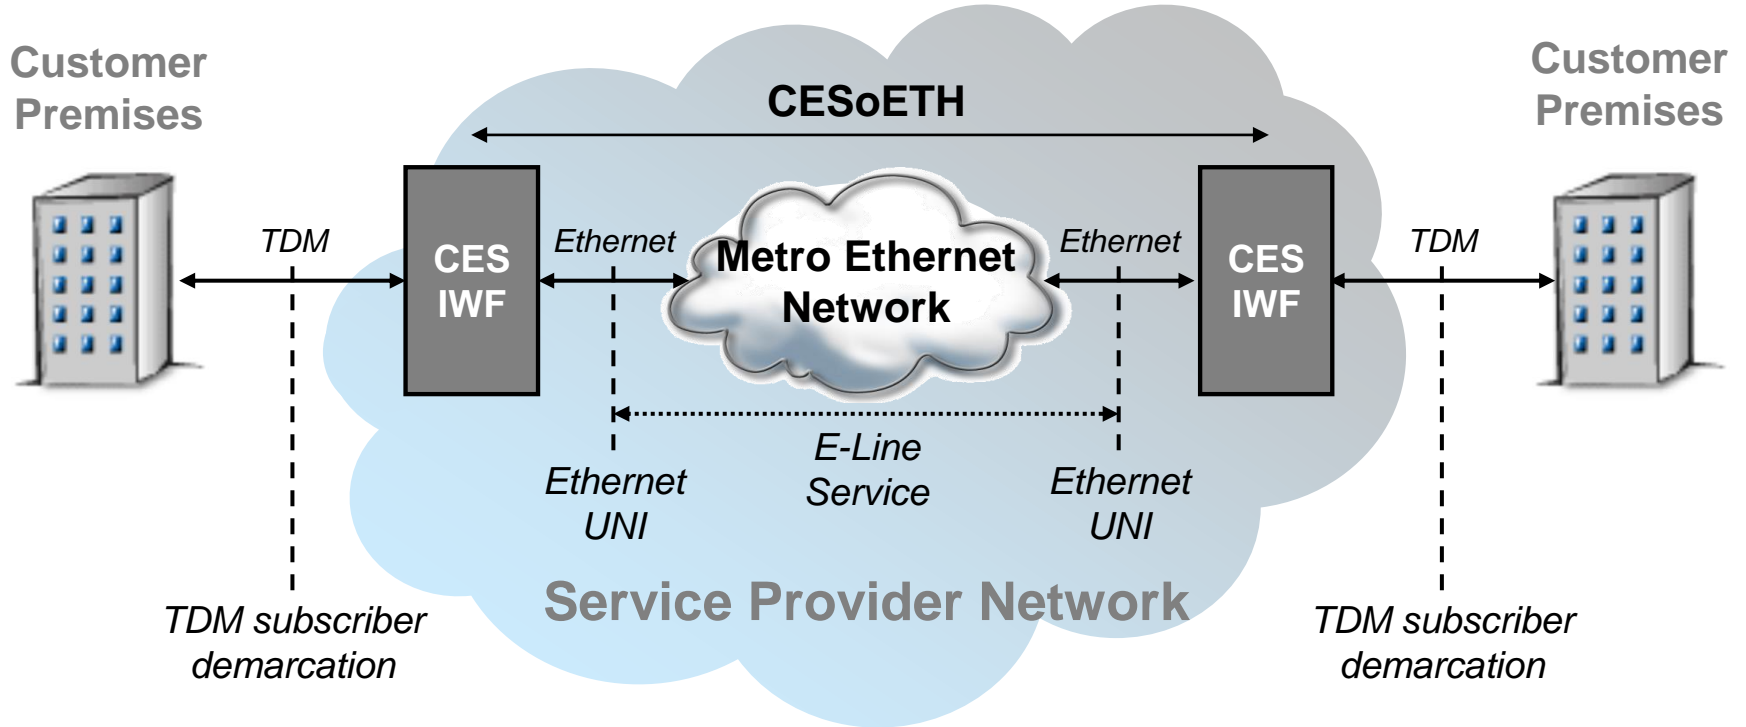 Customer
Premises
Customer
Premises
CESoETH
TDM
CES
IWF
Ethernet
Metro Ethernet
Network
Ethernet
CES
IWF
TDM
E-Line
Service
Ethernet
UNI
Ethernet
UNI
Service Provider Network
TDM subscriber
demarcation
TDM subscriber
demarcation